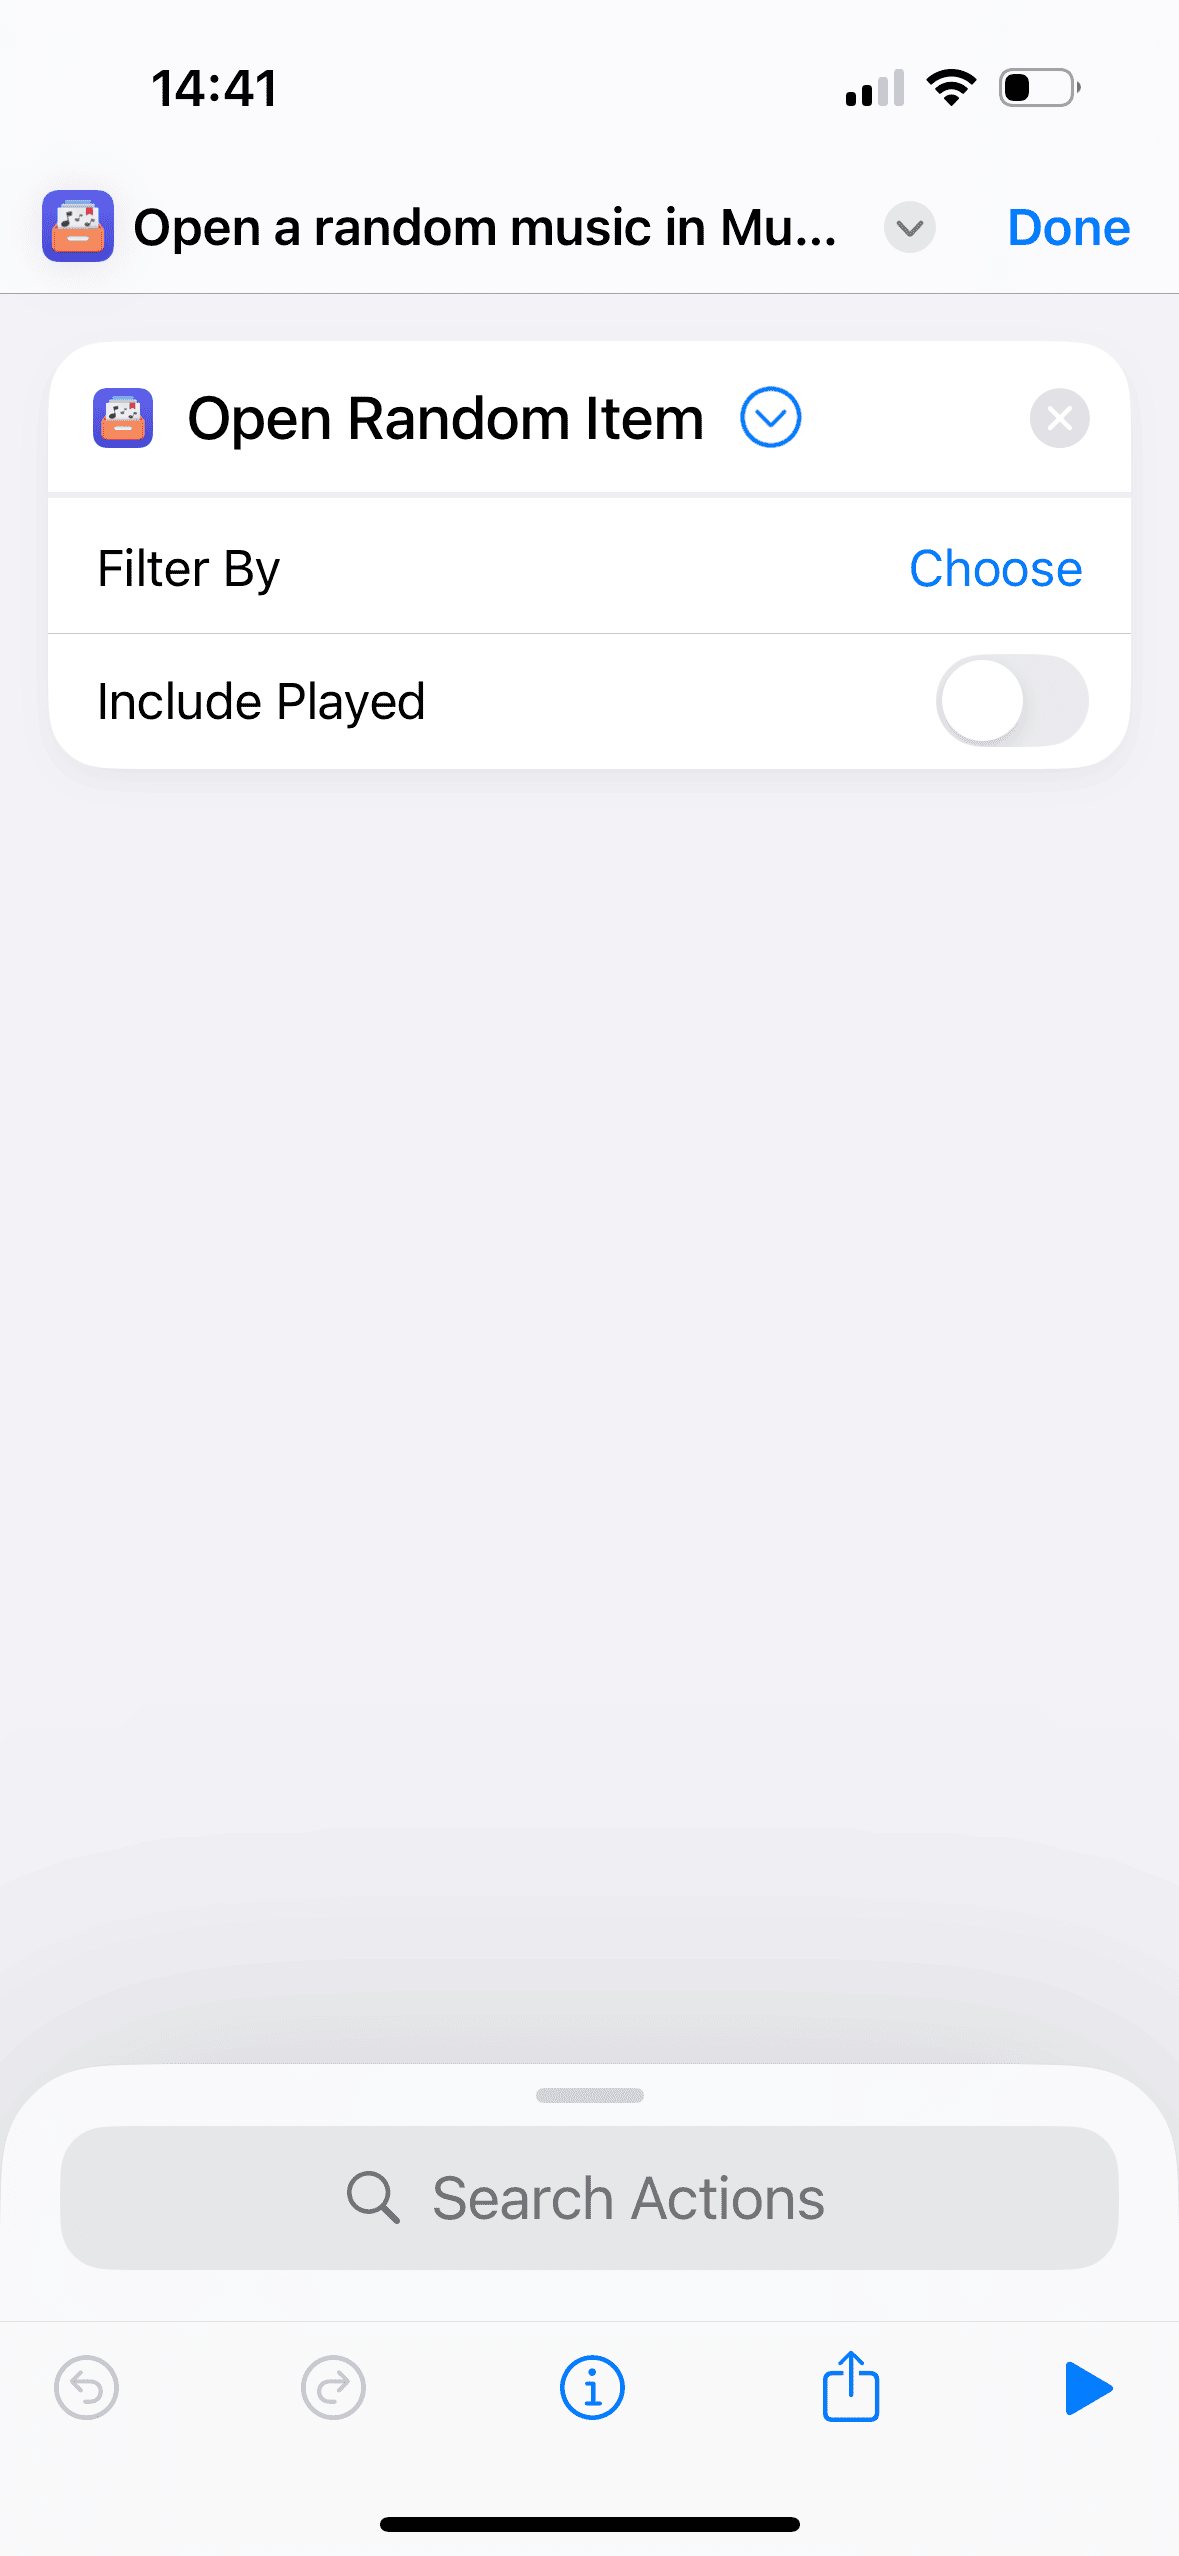 14:41
Open a random music in Mu...
Done
Open Random Item
Filter By
Choose
Include Played
Search Actions